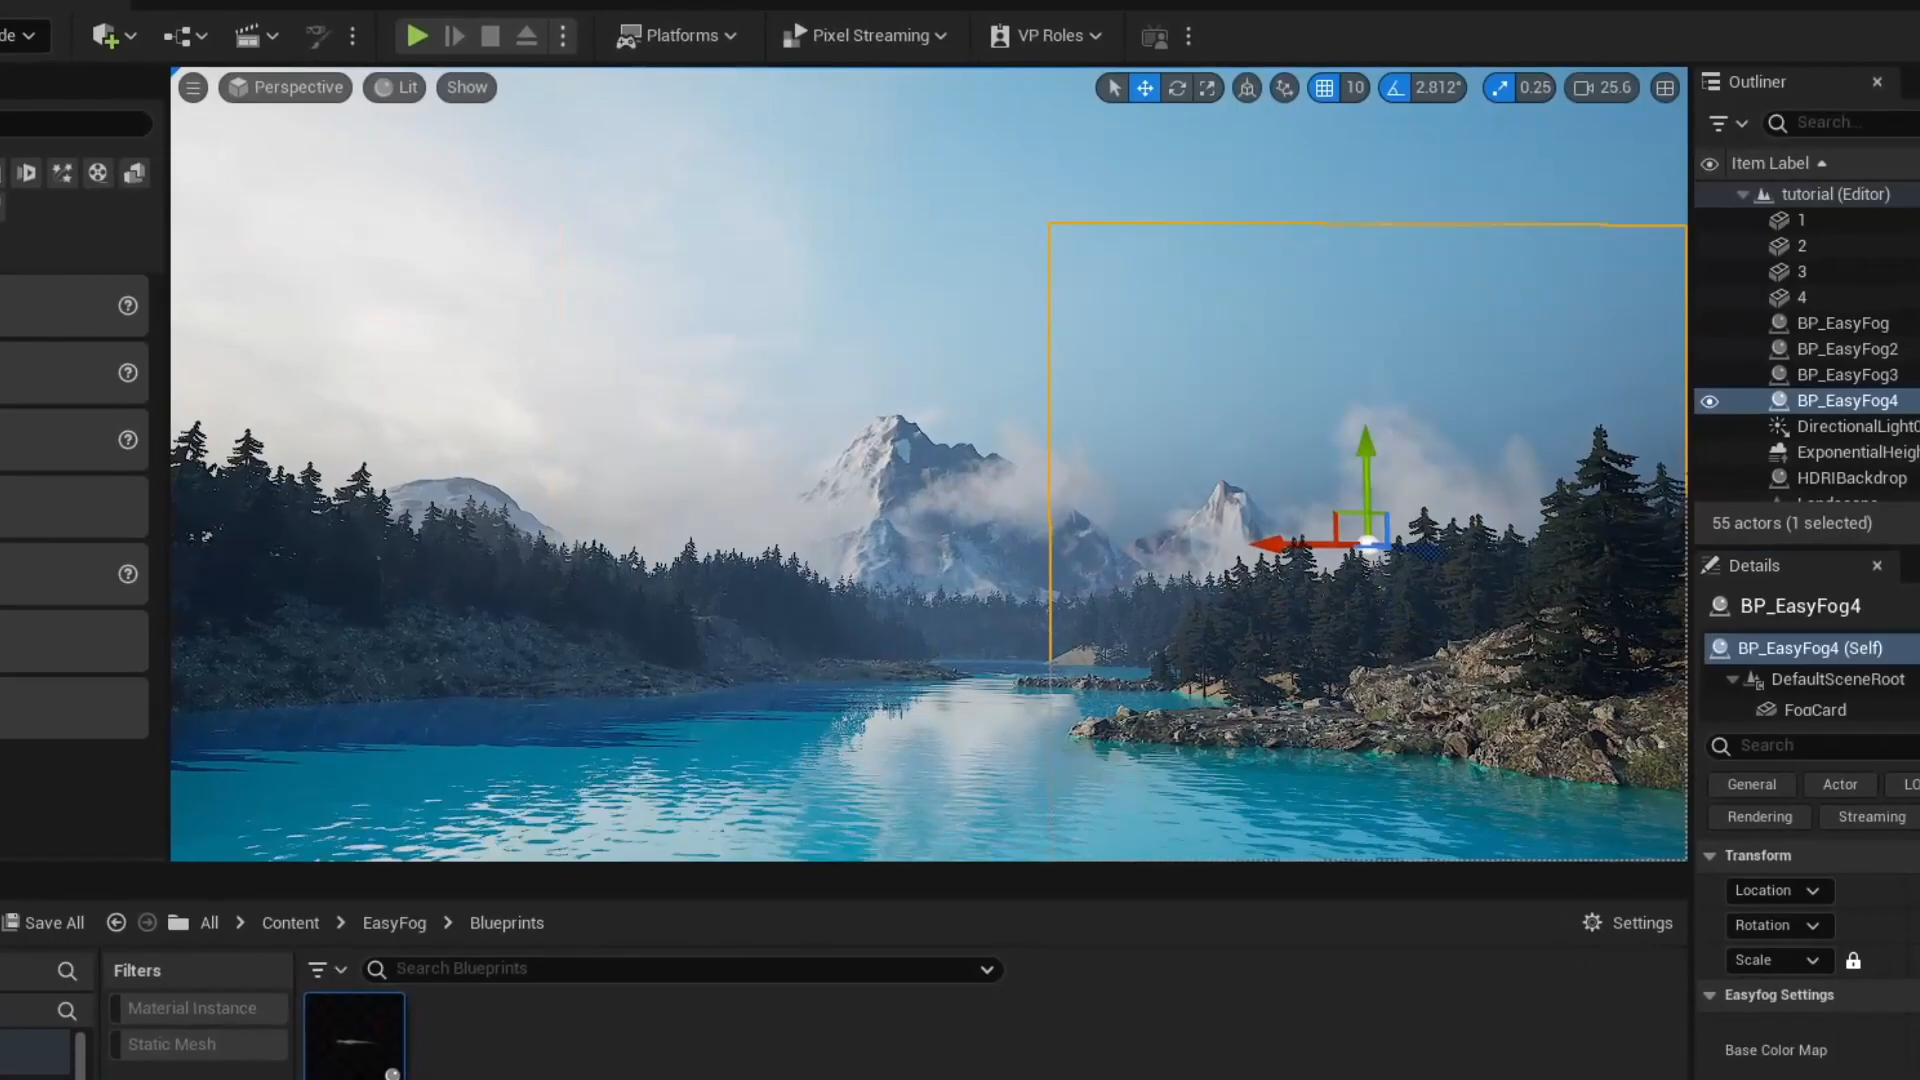 de
Platforms
Pixel Streaming
VP Roles
Perspective
Lit
Show
10
2.812°
0.25
25.6
Outliner
Search...
Item Label
tutorial (Editor)
1
2
3
4
BP_EasyFog
BP_EasyFog2
BP_EasyFog3
BP_EasyFog4
DirectionalLight
ExponentialHeigh
HDRIBackdrop
55 actors (1 selected)
Details
BP_EasyFog4
BP_EasyFog4 (Self)
DefaultSceneRoot
FogCard
Search
General
Actor
LO
Rendering
Streaming
Transform
Location
Rotation
Scale
Easyfog Settings
Base Color Map
Save All
All
Content
EasyFog
Blueprints
Settings
Filters
Search Blueprints
Material Instance
Static Mesh